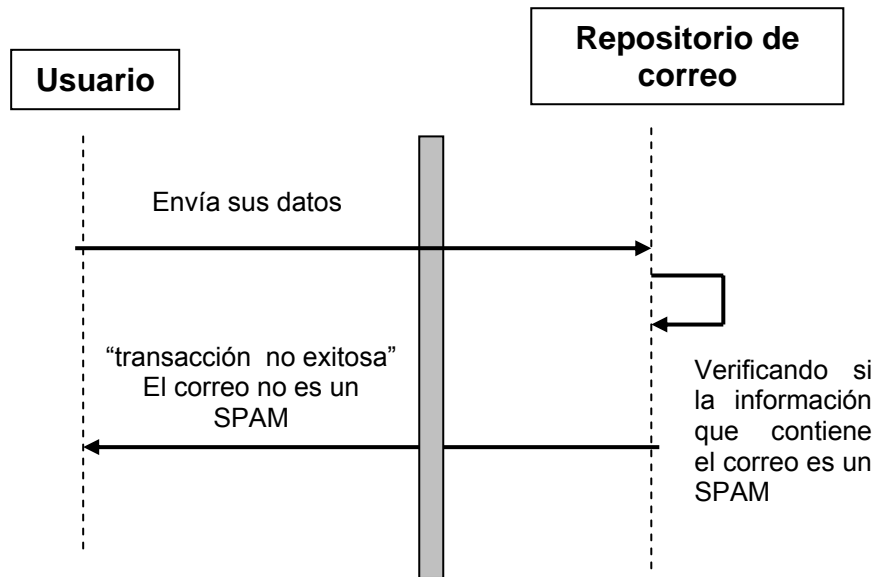 Usuario
Repositorio de
correo
Envía sus datos
“transacción no exitosa”
El correo no es un
SPAM
Verificando si
la información
que contiene
el correo es un
SPAM